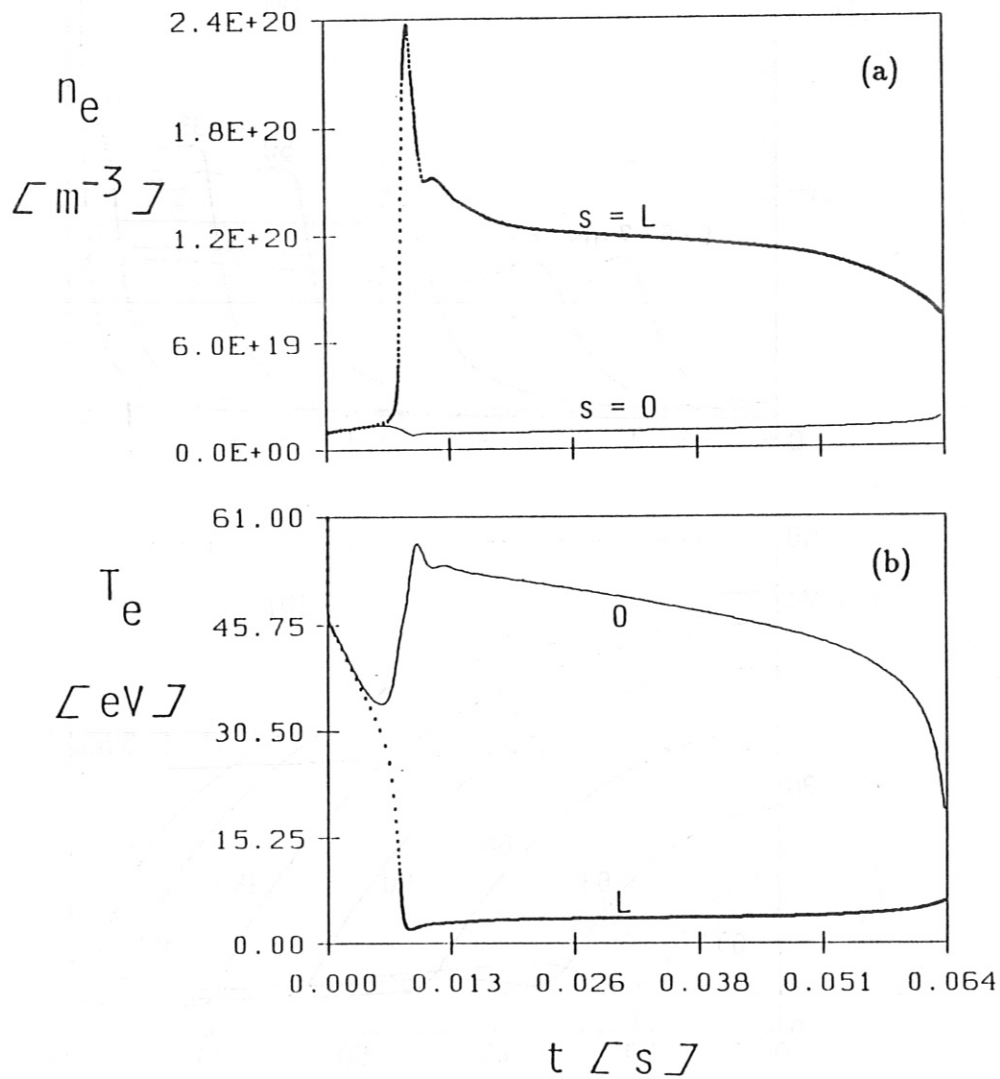 2.4E+20
(a)
n_e
1.8E+20
[m⁻³]
s = L
1.2E+20
6.0E+19
s = 0
0.0E+00
61.00
(b)
T_e
45.75
0
[eV]
30.50
15.25
L
0.00
0.000 0.013 0.026 0.038 0.051 0.064
t [s]